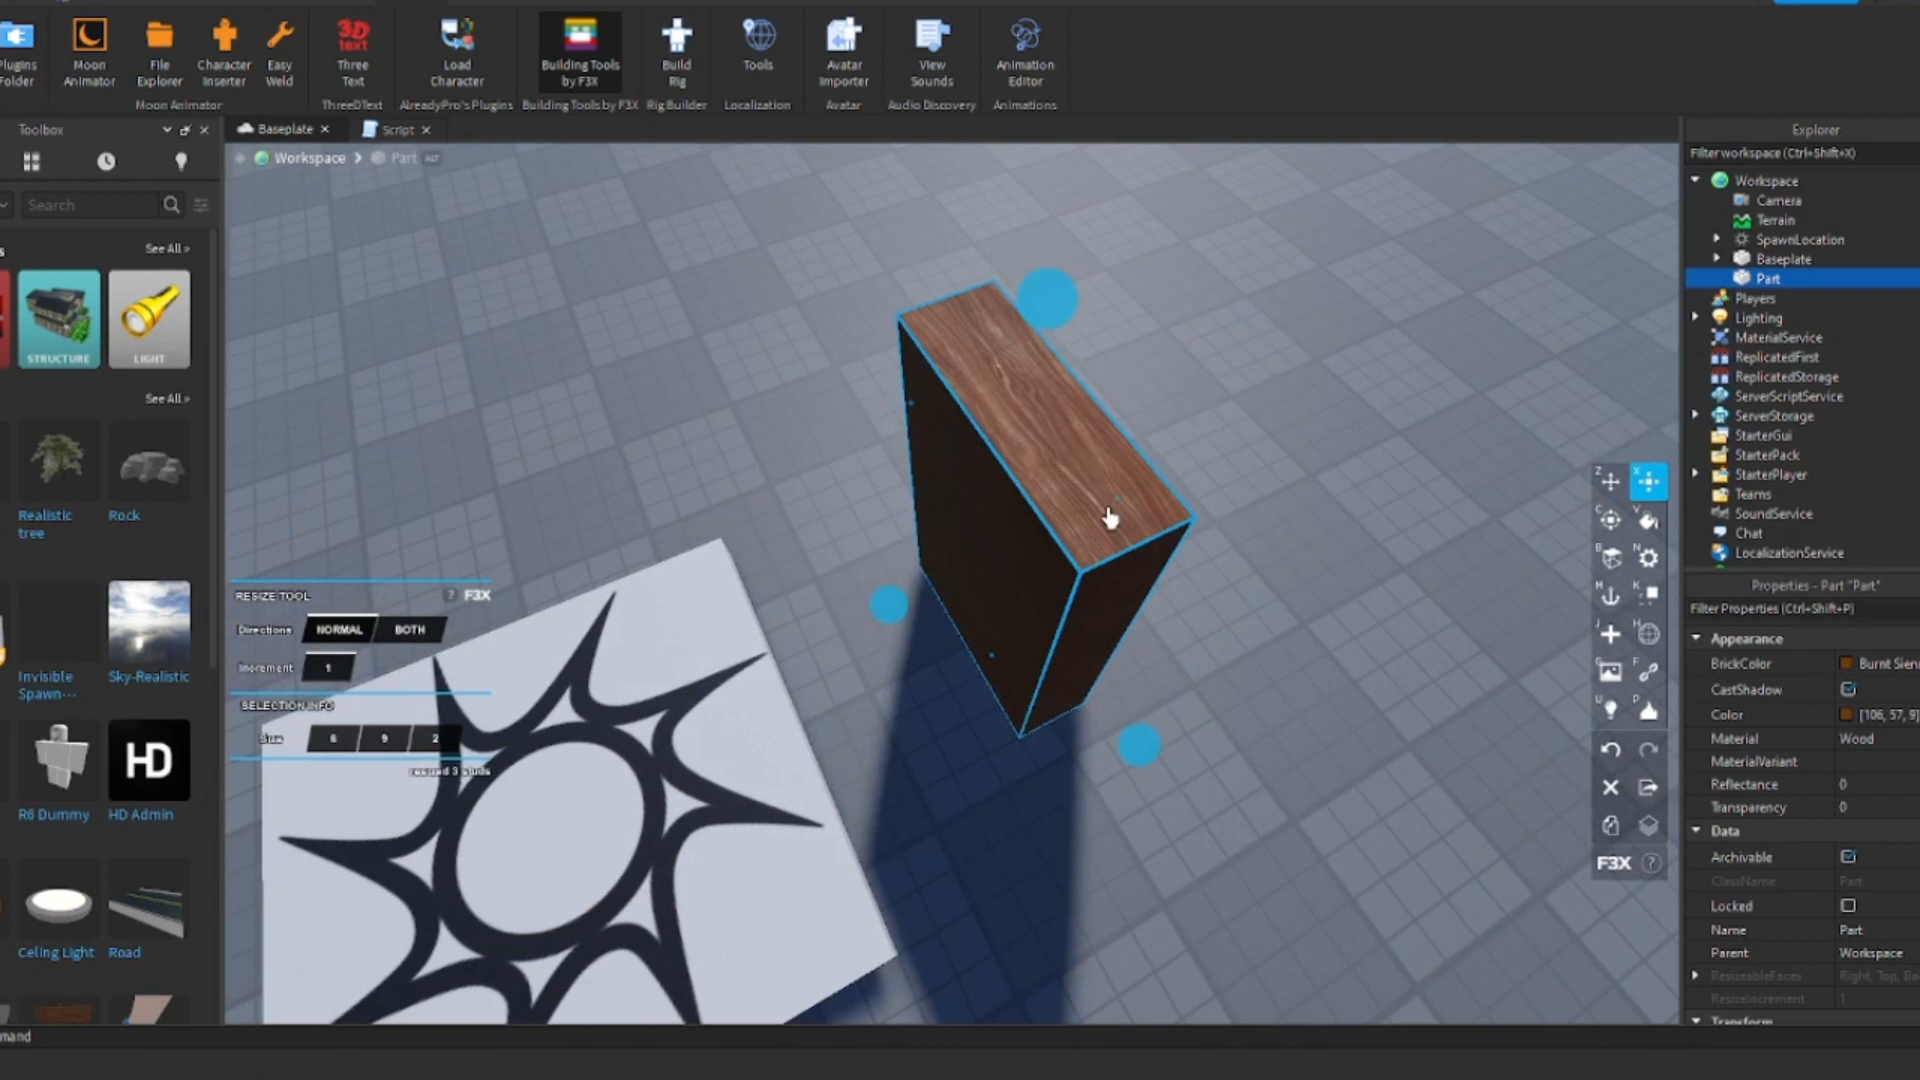 Plugins Folder
Moon Animator
File Explorer
Character Inserter
Easy Weld
3D text
Three Text
Load Character
Building Tools by F3X
Build Rig
Tools
Avatar Importer
View Sounds
Animation Editor
Moon Animator
ThreeDText
AlreadyPro's Plugins
Building Tools by F3X
Rig Builder
Localization
Avatar
Audio Discovery
Animations
Toolbox
Baseplate
Script
Workspace
Part
ALT
Search
See All »
STRUCTURE
LIGHT
See All »
Realistic tree
Rock
Invisible Spawn...
Sky-Realistic
R6 Dummy
HD
HD Admin
Celing Light
Road
mand
RESIZE TOOL
? F3X
Directions
NORMAL
BOTH
Increment
1
SELECTION INFO
Size
6
9
2
resized 3 studs
Z
X
C
V
B
N
M
K
J
H
G
F
U
P
F3X ?
Explorer
Filter workspace (Ctrl+Shift+X)
Workspace
Camera
Terrain
SpawnLocation
Baseplate
Part
Players
Lighting
MaterialService
ReplicatedFirst
ReplicatedStorage
ServerScriptService
ServerStorage
StarterGui
StarterPack
StarterPlayer
Teams
SoundService
Chat
LocalizationService
Properties - Part "Part"
Filter Properties (Ctrl+Shift+P)
Appearance
BrickColor Burnt Sien
CastShadow
Color [106, 57, 9]
Material Wood
MaterialVariant
Reflectance 0
Transparency 0
Data
Archivable
ClassName Part
Locked
Name Part
Parent Workspace
ResizeableFaces Right, Top, Ba
ResizeIncrement 1
Transform